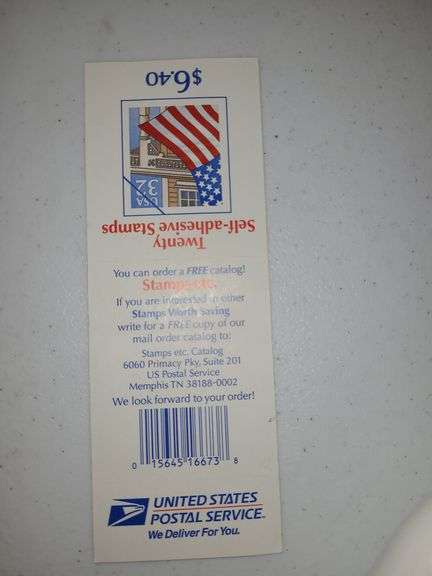 $6.40
USA
32
Twenty
Self-adhesive Stamps
You can order a FREE catalog!
If you are interested in other
Stamps Worth Saving
write for a FREE copy of our
mail order catalog to:
Stamps etc. Catalog
6060 Primacy Pky, Suite 201
US Postal Service
Memphis TN 38188-0002
We look forward to your order!
0 15645 16673 8
UNITED STATES
POSTAL SERVICE™
We Deliver For You.